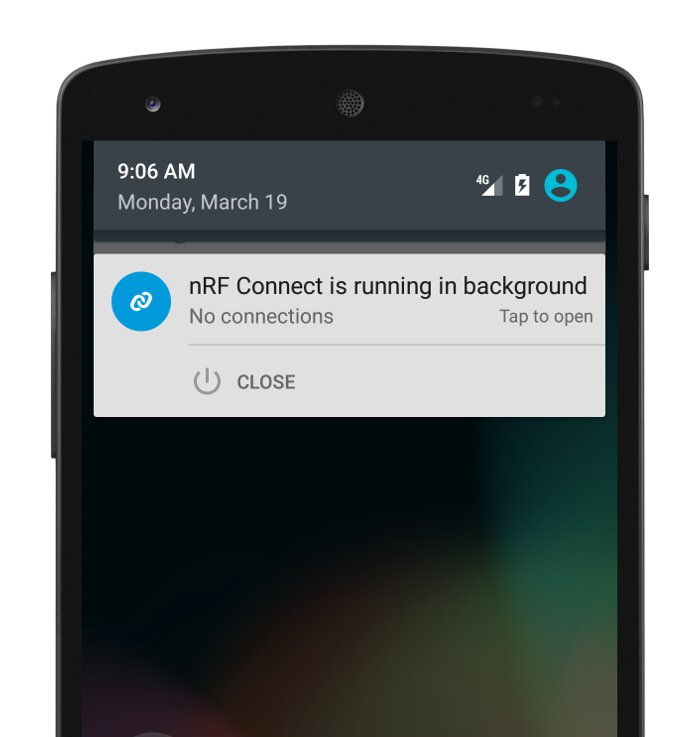 9:06 AM
Monday, March 19
4G
nRF Connect is running in background
No connections
Tap to open
CLOSE